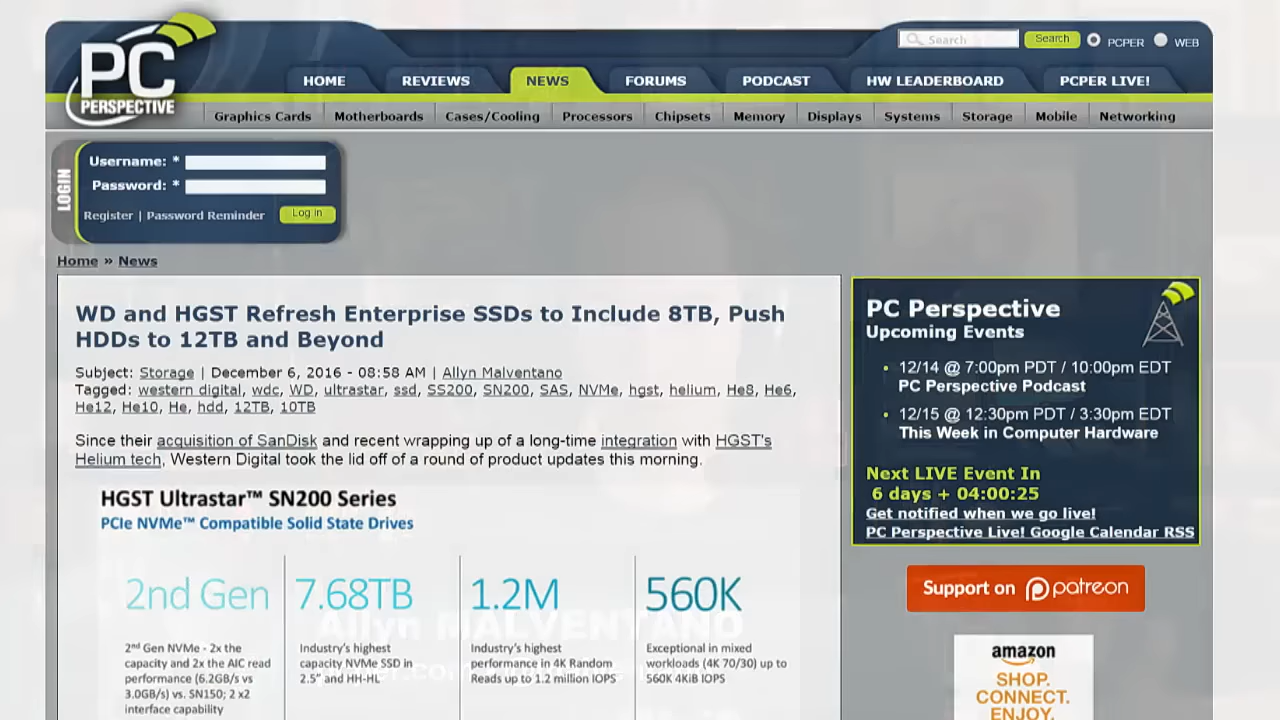 PC
PERSPECTIVE
Search
Search
PCPER
WEB
HOME
REVIEWS
NEWS
FORUMS
PODCAST
HW LEADERBOARD
PCPER LIVE!
Graphics Cards
Motherboards
Cases/Cooling
Processors
Chipsets
Memory
Displays
Systems
Storage
Mobile
Networking
LOGIN
Username: *
Password: *
Register | Password Reminder
Log in
Home » News
WD and HGST Refresh Enterprise SSDs to Include 8TB, Push
HDDs to 12TB and Beyond
Subject: Storage | December 6, 2016 - 08:58 AM | Allyn Malventano
Tagged: western digital, wdc, WD, ultrastar, ssd, SS200, SN200, SAS, NVMe, hgst, helium, He8, He6,
He12, He10, He, hdd, 12TB, 10TB
Since their acquisition of SanDisk and recent wrapping up of a long-time integration with HGST's
Helium tech, Western Digital took the lid off of a round of product updates this morning.
HGST Ultrastar™ SN200 Series
PCIe NVMe™ Compatible Solid State Drives
2nd Gen
2nd Gen NVMe - 2x the
capacity and 2x the AIC read
performance (6.2GB/s vs
3.0GB/s) vs. SN150; 2 x2
interface capability
7.68TB
Industry's highest
capacity NVMe SSD in
2.5" and HH-HL
1.2M
Industry's highest
performance in 4K Random
Reads up to 1.2 million IOPS
560K
Exceptional in mixed
workloads (4K 70/30) up to
560K 4KiB IOPS
Allyn MALVENTANO
PC Perspective
Upcoming Events
• 12/14 @ 7:00pm PDT / 10:00pm EDT
PC Perspective Podcast
• 12/15 @ 12:30pm PDT / 3:30pm EDT
This Week in Computer Hardware
Next LIVE Event In
6 days + 04:00:25
Get notified when we go live!
PC Perspective Live! Google Calendar RSS
Support on patreon
amazon
SHOP.
CONNECT.
ENJOY.